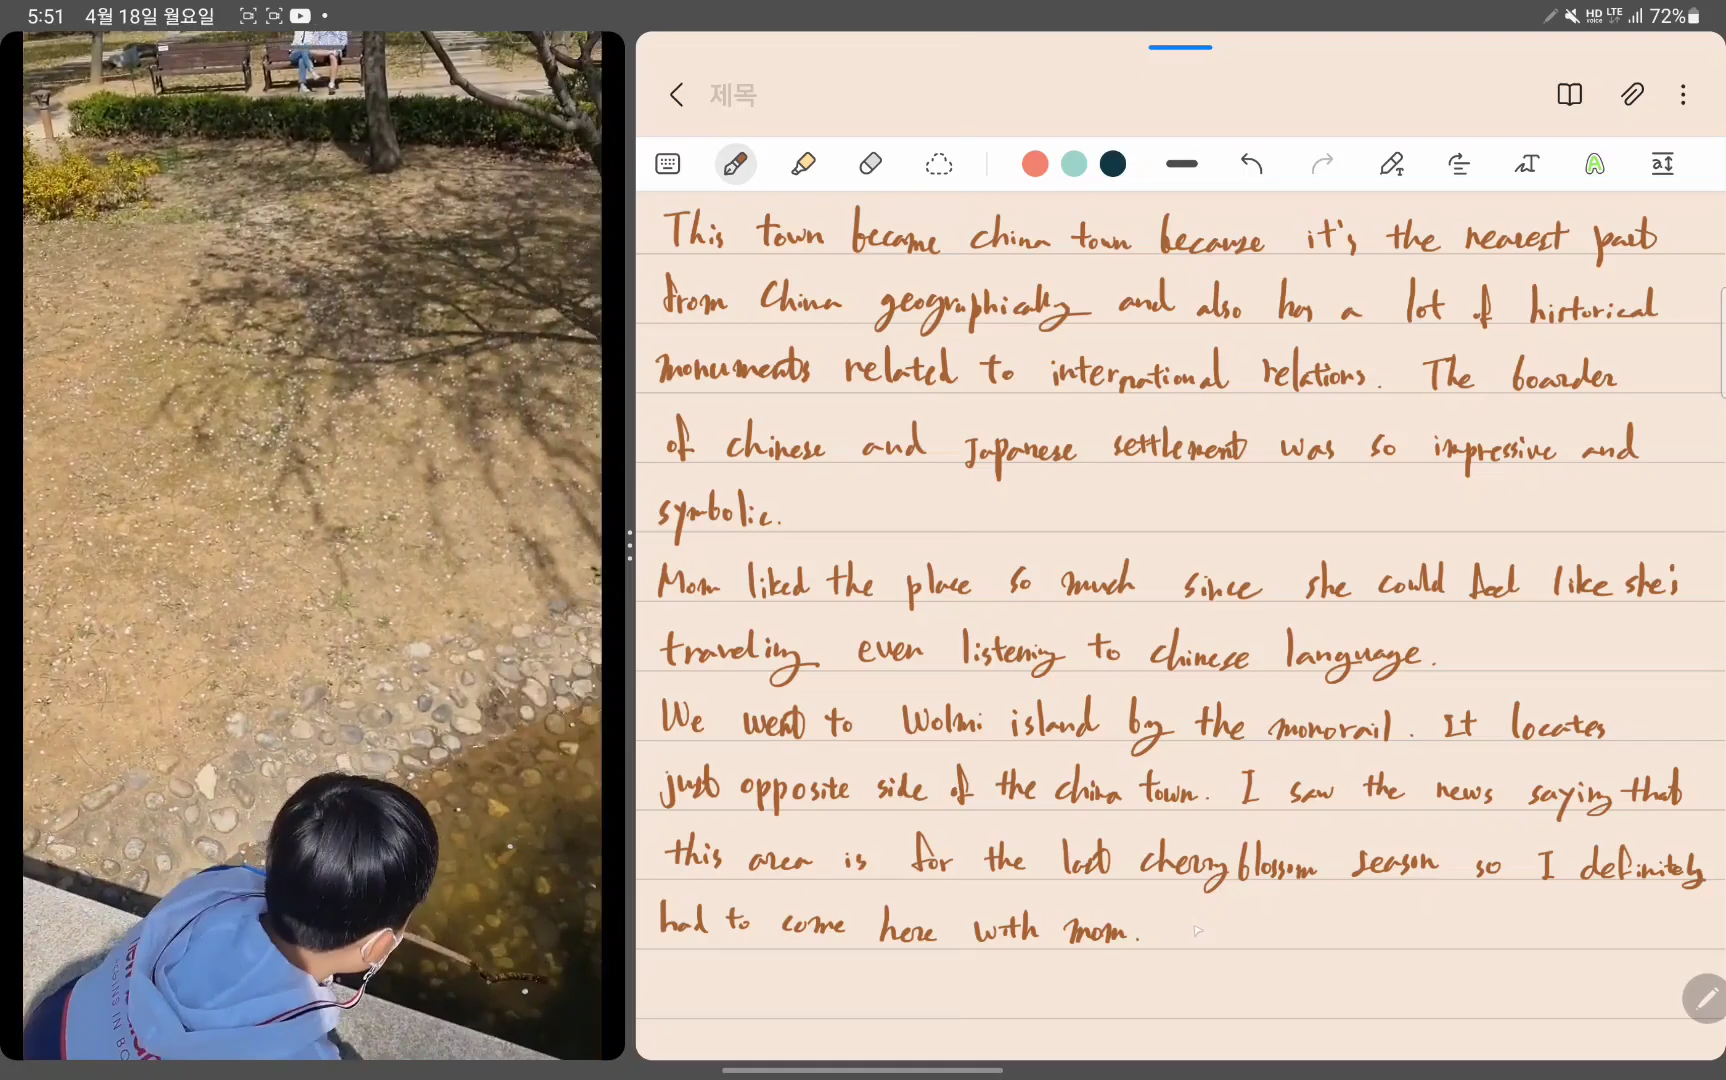 5:51 4월 18일 월요일
HD voice LTE 72%
제목
This town became china town because it's the nearest part
from China geographically and also has a lot of historical
monuments related to international relations. The boarder
of chinese and Japanese settlement was so impressive and
symbolic.
Mom liked the place so much since she could feel like she's
traveling even listening to chinese language.
We went to Wolmi island by the monorail. It locates
just opposite side of the china town. I saw the news saying that
this area is for the last cherry blossom season so I definitely
had to come here with mom.